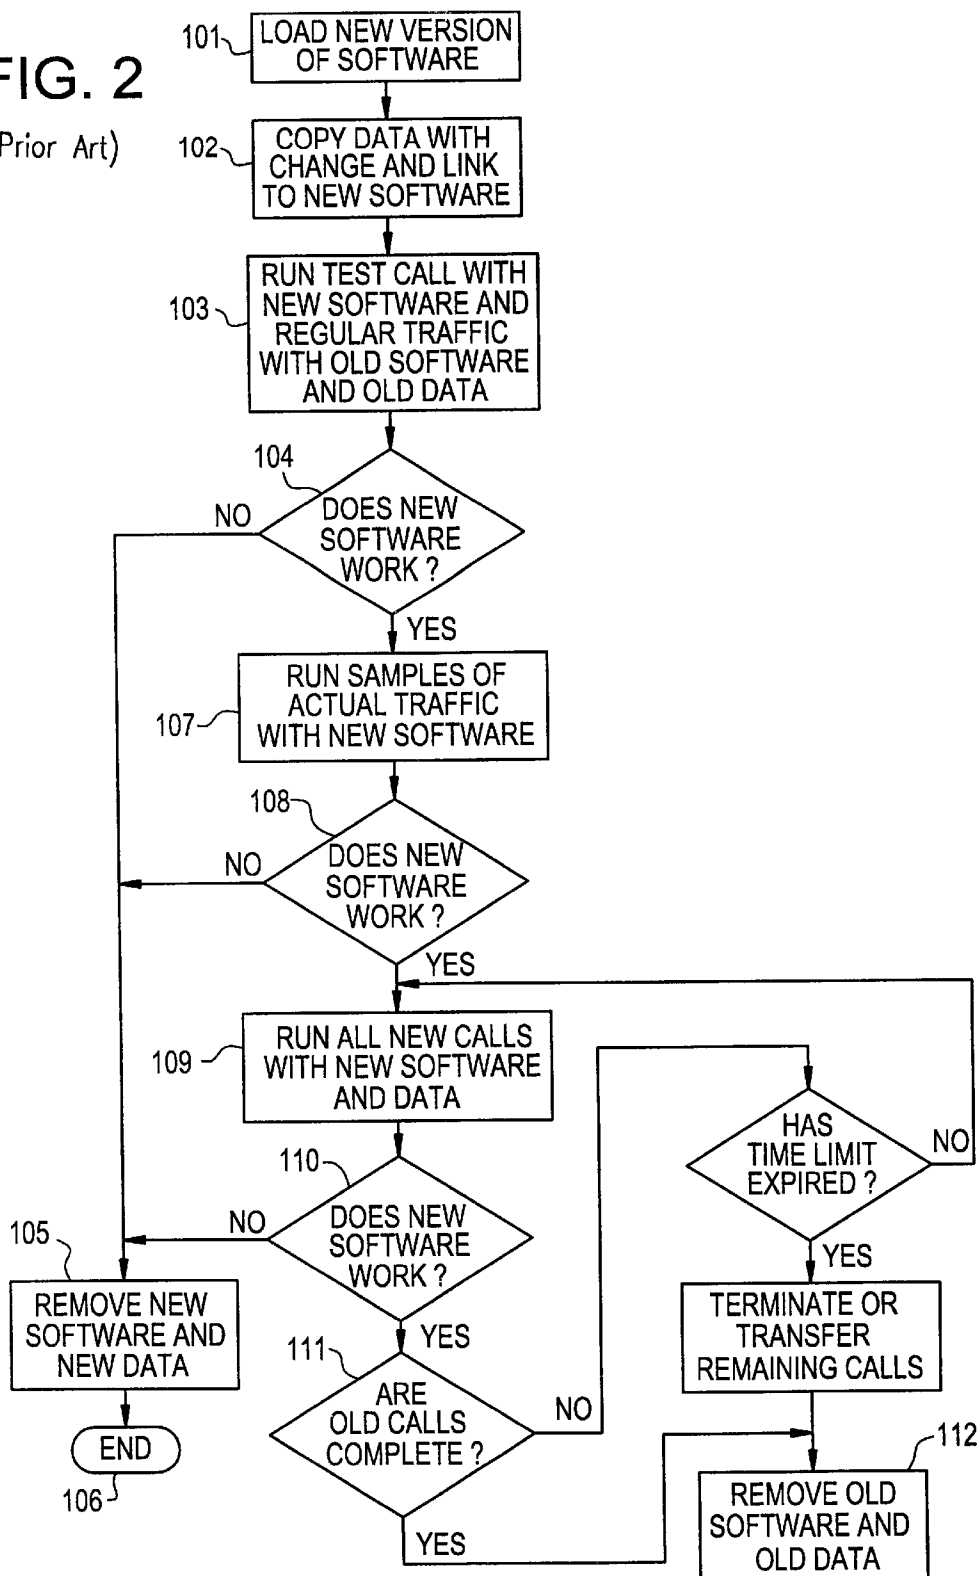 FIG. 2
(Prior Art)
101
LOAD NEW VERSION
OF SOFTWARE
102
COPY DATA WITH
CHANGE AND LINK
TO NEW SOFTWARE
103
RUN TEST CALL WITH
NEW SOFTWARE AND
REGULAR TRAFFIC
WITH OLD SOFTWARE
AND OLD DATA
104
DOES NEW
SOFTWARE
WORK ?
NO
YES
RUN SAMPLES OF
ACTUAL TRAFFIC
WITH NEW SOFTWARE
107
108
DOES NEW
SOFTWARE
WORK ?
NO
YES
RUN ALL NEW CALLS
WITH NEW SOFTWARE
AND DATA
109
HAS
TIME LIMIT
EXPIRED ?
NO
YES
110
DOES NEW
SOFTWARE
WORK ?
NO
YES
105
REMOVE NEW
SOFTWARE AND
NEW DATA
END
106
TERMINATE OR
TRANSFER
REMAINING CALLS
111
ARE
OLD CALLS
COMPLETE ?
NO
YES
112
REMOVE OLD
SOFTWARE AND
OLD DATA